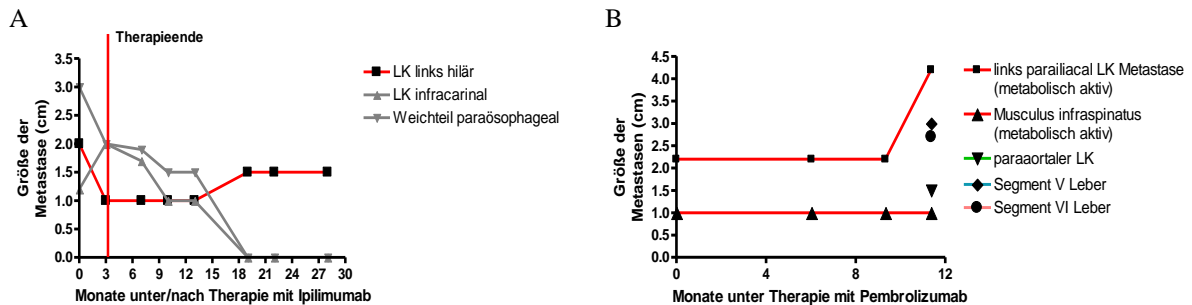 A
Therapieende
3.5
3.0
2.5
2.0
1.5
1.0
0.5
0.0
0 3 6 9 12 15 18 21 24 27 30
Größe der
Metastase (cm)
Monate unter/nach Therapie mit Ipilimumab
LK links hilär
LK infracarinal
Weichteil paraösophageal
B
4.5
4.0
3.5
3.0
2.5
2.0
1.5
1.0
0.5
0.0
0 4 8 12
Größe der
Metastasen (cm)
Monate unter Therapie mit Pembrolizumab
links parailiacal LK Metastase
(metabolisch aktiv)
Musculus infraspinatus
(metabolisch aktiv)
paraaortaler LK
Segment V Leber
Segment VI Leber